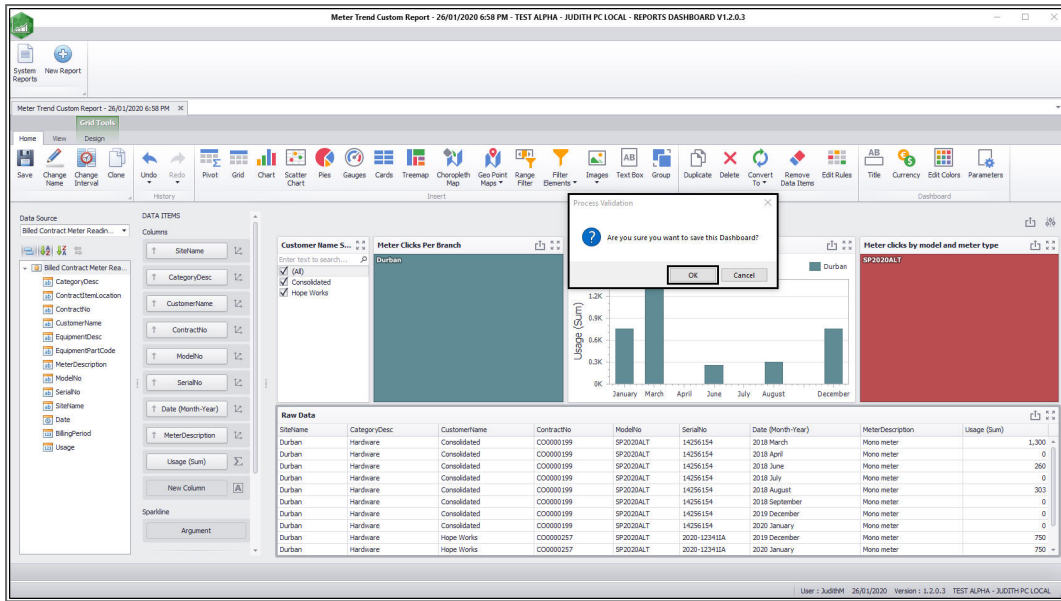 Meter Trend Custom Report - 26/01/2020 6:58 PM - TEST ALPHA - JUDITH PC LOCAL - REPORTS DASHBOARD V1.2.0.3
System Reports
New Report
Meter Trend Custom Report - 26/01/2020 6:58 PM
Grid Tools
Home View Design
Save Change Name Change Interval Clone Undo Redo Pivot Grid Chart Scatter Chart Pies Gauges Cards Treemap Choropleth Map Geo Point Maps Range Filter Filter Elements Images Text Box Group Duplicate Delete Convert To Remove Data Items Edit Rules Title Currency Edit Colors Parameters
History Insert Dashboard
Data Source
Billed Contract Meter Readin...
Billed Contract Meter Rea...
CategoryDesc
ContractItemLocation
ContractNo
CustomerName
EquipmentDesc
EquipmentPartCode
MeterDescription
ModelNo
SerialNo
SiteName
Date
BillingPeriod
Usage
DATA ITEMS
Columns
SiteName
CategoryDesc
CustomerName
ContractNo
ModelNo
SerialNo
Date (Month-Year)
MeterDescription
Usage (Sum)
New Column
Sparkline
Argument
Process Validation
Are you sure you want to save this Dashboard?
OK Cancel
Customer Name S...
Enter text to search...
(All)
Consolidated
Hope Works
Meter Clicks Per Branch
Durban
Durban
Usage (Sum)
1.2K
0.9K
0.6K
0.3K
0K
January March April June July August December
Meter clicks by model and meter type
SP2020ALT
Raw Data
SiteName CategoryDesc CustomerName ContractNo ModelNo SerialNo Date (Month-Year) MeterDescription Usage (Sum)
Durban Hardware Consolidated CO0000199 SP2020ALT 14256154 2018 March Mono meter 1,300
Durban Hardware Consolidated CO0000199 SP2020ALT 14256154 2018 April Mono meter 0
Durban Hardware Consolidated CO0000199 SP2020ALT 14256154 2018 June Mono meter 260
Durban Hardware Consolidated CO0000199 SP2020ALT 14256154 2018 July Mono meter 0
Durban Hardware Consolidated CO0000199 SP2020ALT 14256154 2018 August Mono meter 303
Durban Hardware Consolidated CO0000199 SP2020ALT 14256154 2018 September Mono meter 0
Durban Hardware Consolidated CO0000199 SP2020ALT 14256154 2019 December Mono meter 0
Durban Hardware Consolidated CO0000199 SP2020ALT 14256154 2020 January Mono meter 0
Durban Hardware Hope Works CO0000257 SP2020ALT 2020-12341IA 2019 December Mono meter 750
Durban Hardware Hope Works CO0000257 SP2020ALT 2020-12341IA 2020 January Mono meter 750
User : JudithM 26/01/2020 Version : 1.2.0.3 TEST ALPHA - JUDITH PC LOCAL